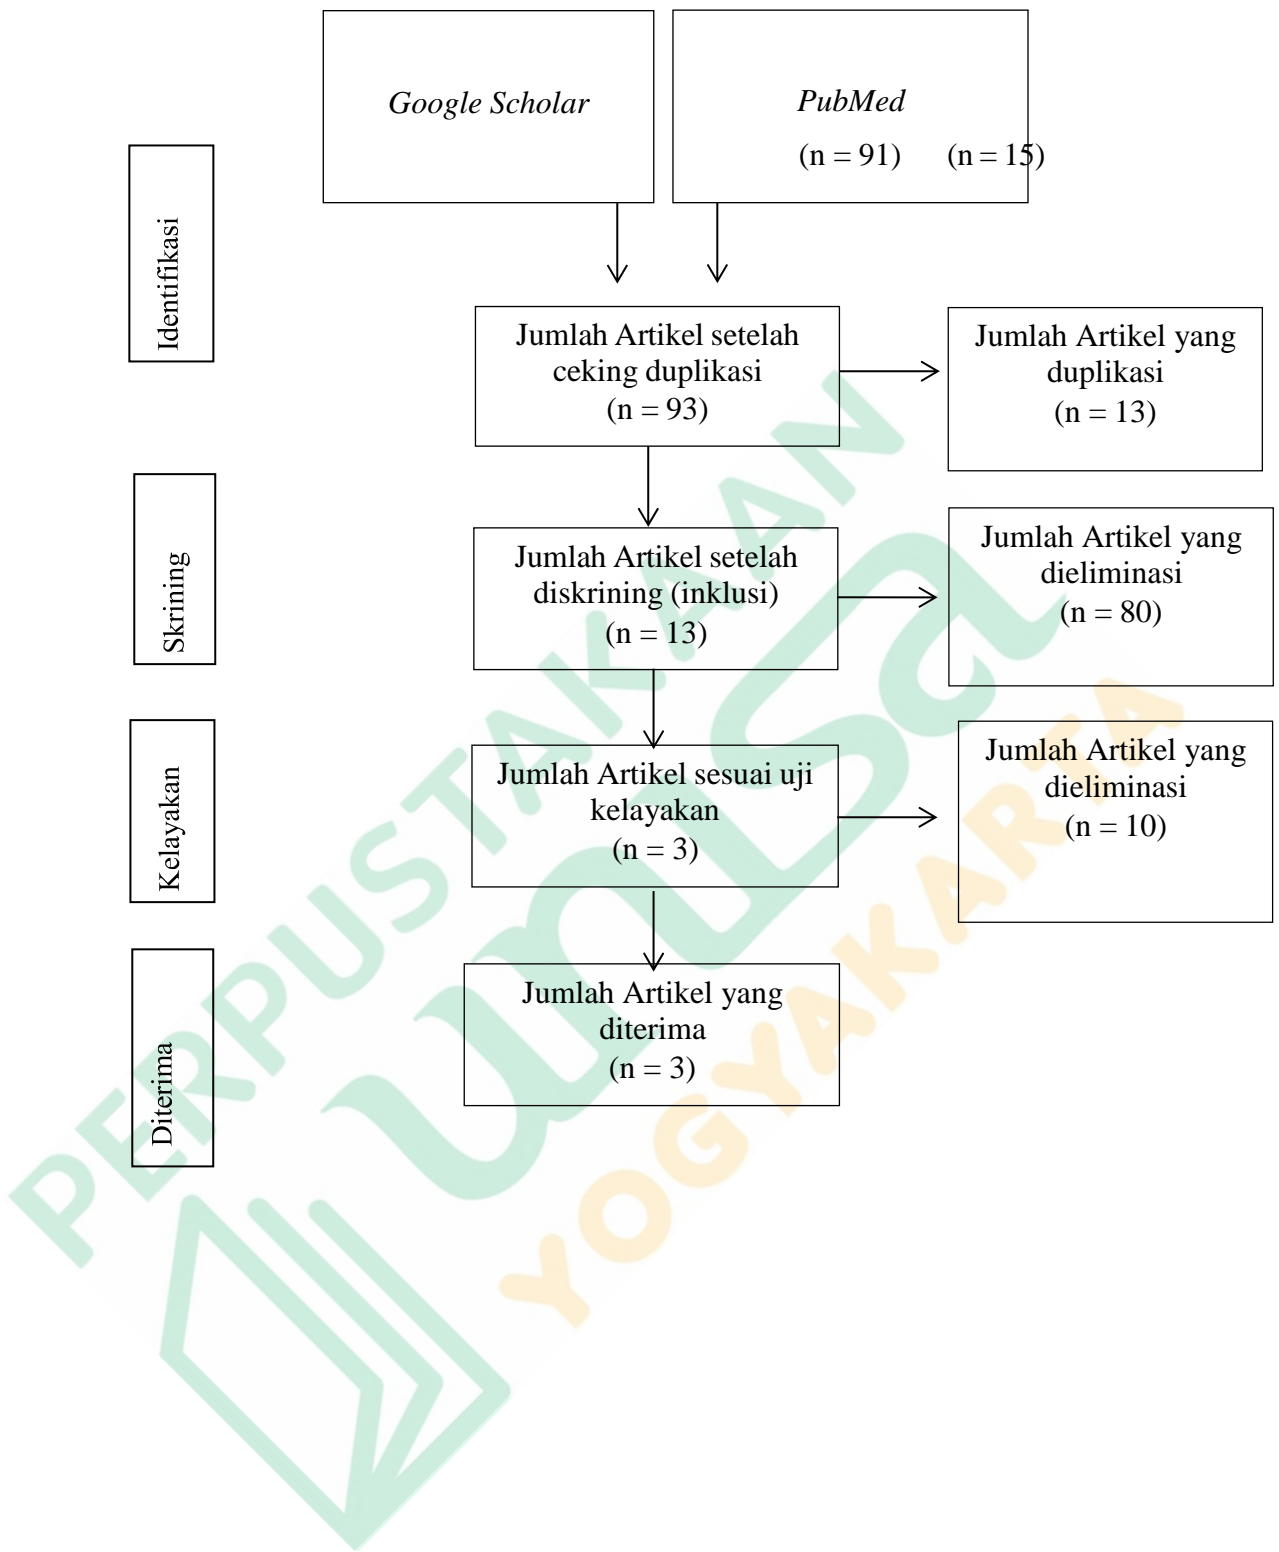 Google Scholar
PubMed
(n = 91) (n = 15)
Identifikasi
Jumlah Artikel setelah
ceking duplikasi
(n = 93)
Jumlah Artikel yang
duplikasi
(n = 13)
Skrining
Jumlah Artikel setelah
diskrining (inklusi)
(n = 13)
Jumlah Artikel yang
dieliminasi
(n = 80)
Kelayakan
Jumlah Artikel sesuai uji
kelayakan
(n = 3)
Jumlah Artikel yang
dieliminasi
(n = 10)
Diterima
Jumlah Artikel yang
diterima
(n = 3)
PERPUSTAKAAN
unisa
YOGYAKARTA